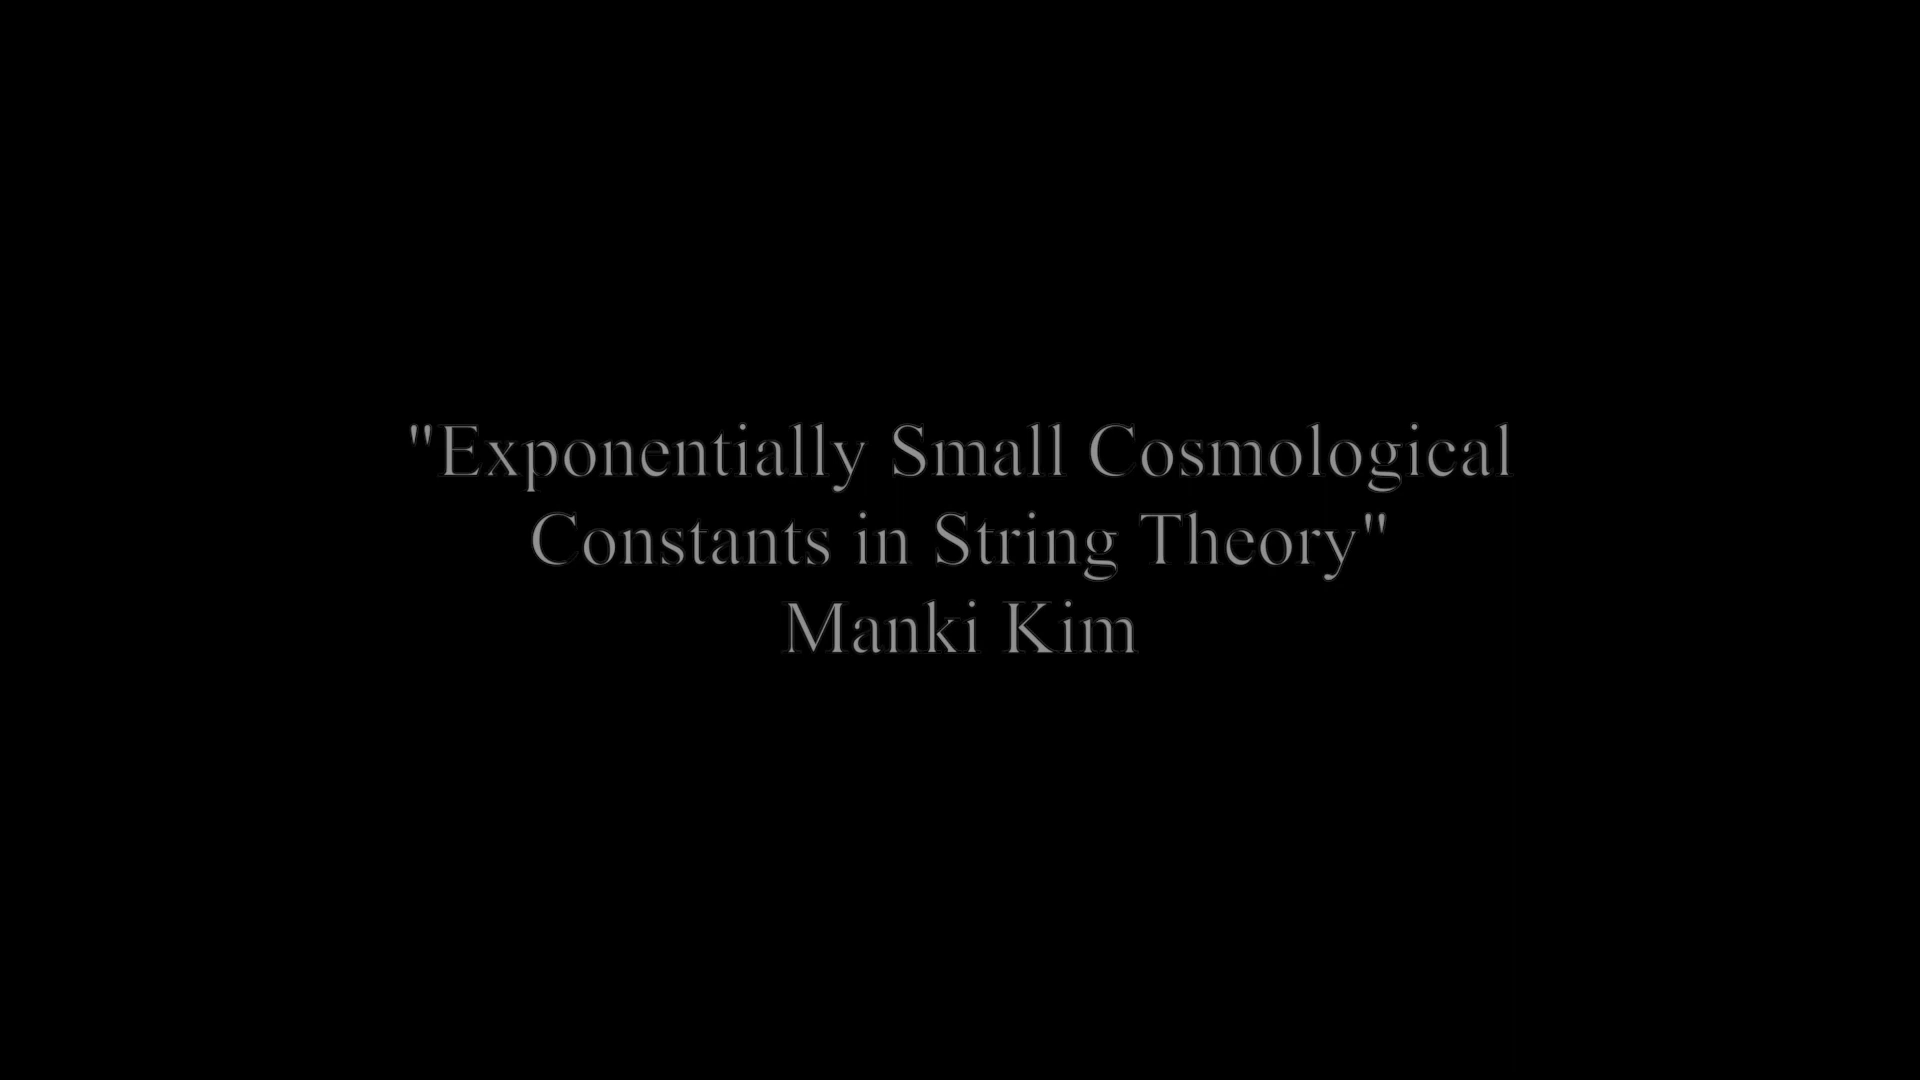 "Exponentially Small Cosmological
Constants in String Theory"
Manki Kim